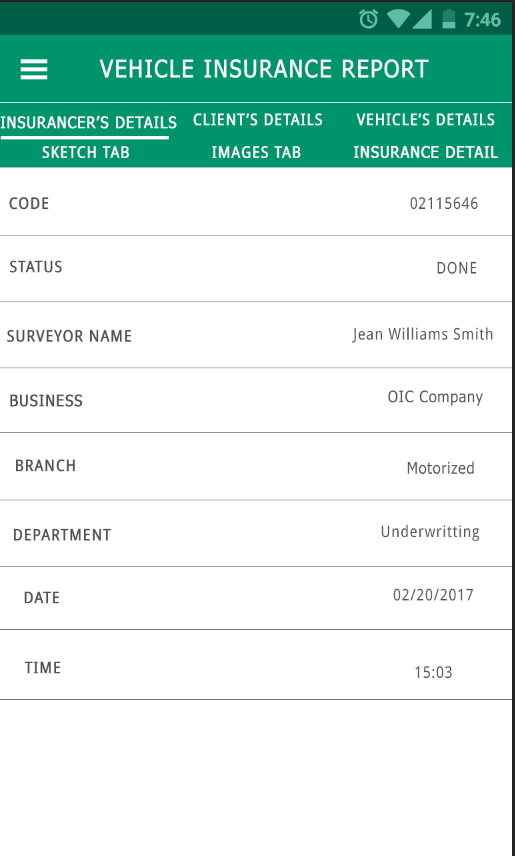 7:46
VEHICLE INSURANCE REPORT
INSURANCER'S DETAILS CLIENT'S DETAILS VEHICLE'S DETAILS
SKETCH TAB IMAGES TAB INSURANCE DETAIL
CODE 02115646
STATUS DONE
SURVEYOR NAME Jean Williams Smith
BUSINESS OIC Company
BRANCH Motorized
DEPARTMENT Underwritting
DATE 02/20/2017
TIME 15:03